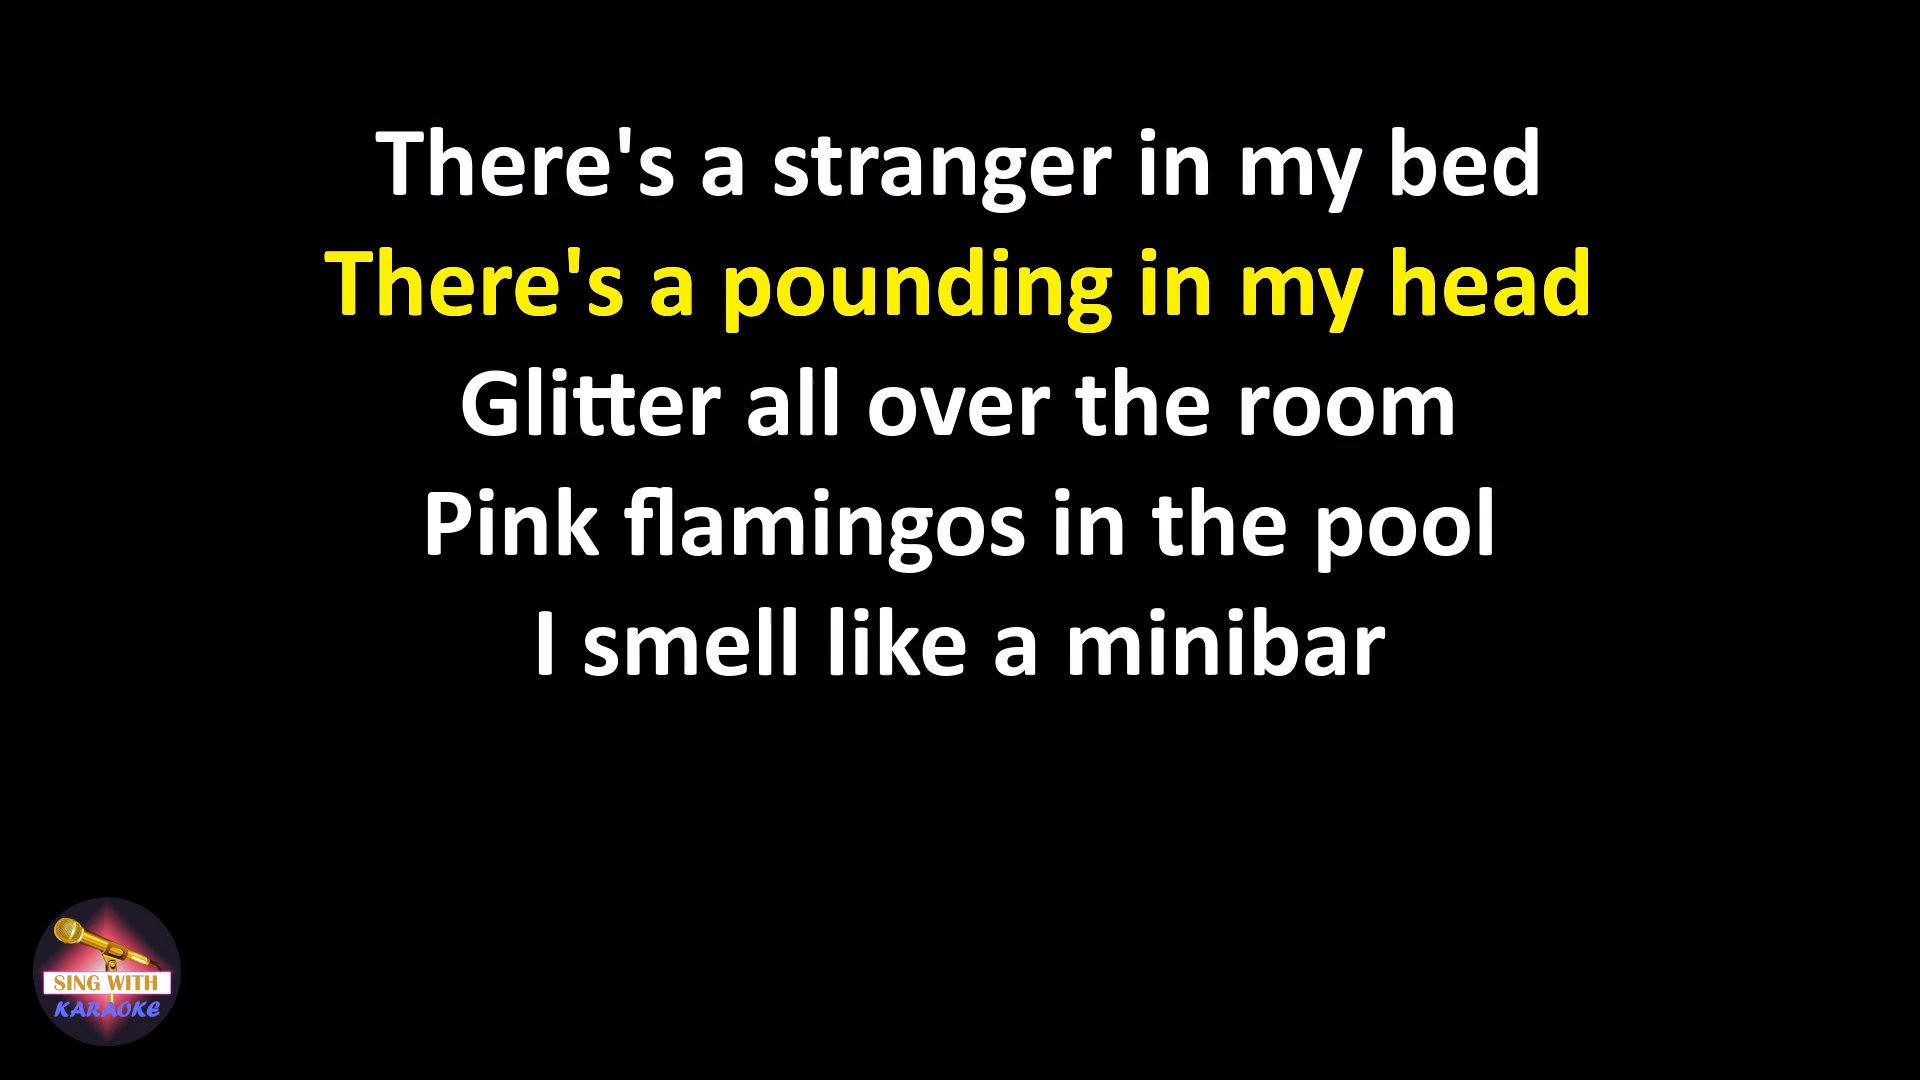 There's a stranger in my bed
There's a pounding in my head
Glitter all over the room
Pink flamingos in the pool
I smell like a minibar
SING WITH
KARAOKE